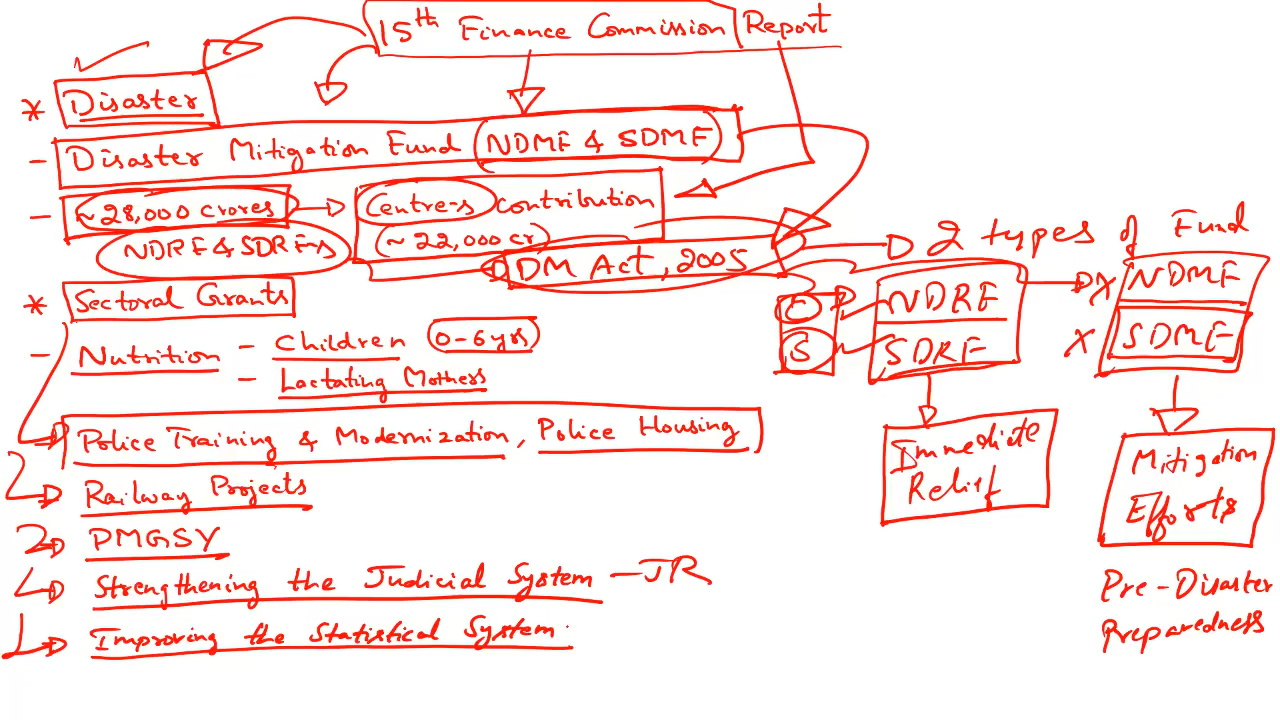 15th Finance Commission Report
* Disaster
- Disaster Mitigation Fund (NDMF & SDMF)
- ~28,000 crores → Centre-s contribution
(~22,000 cr)
NDRF & SDRF-s
DM Act, 2005
* Sectoral Grants
- Nutrition - Children (0-6yrs)
- Lactating Mothers
Police Training & Modernization, Police Housing
Railway Projects
PMGSY
Strengthening the Judicial System - JR
Improving the Statistical System.
2 types of Fund
NDRF
S SDRF
X NDMF
X SDMF
Immediate
Relief
Mitigation
Efforts
Pre-Disaster
Preparedness